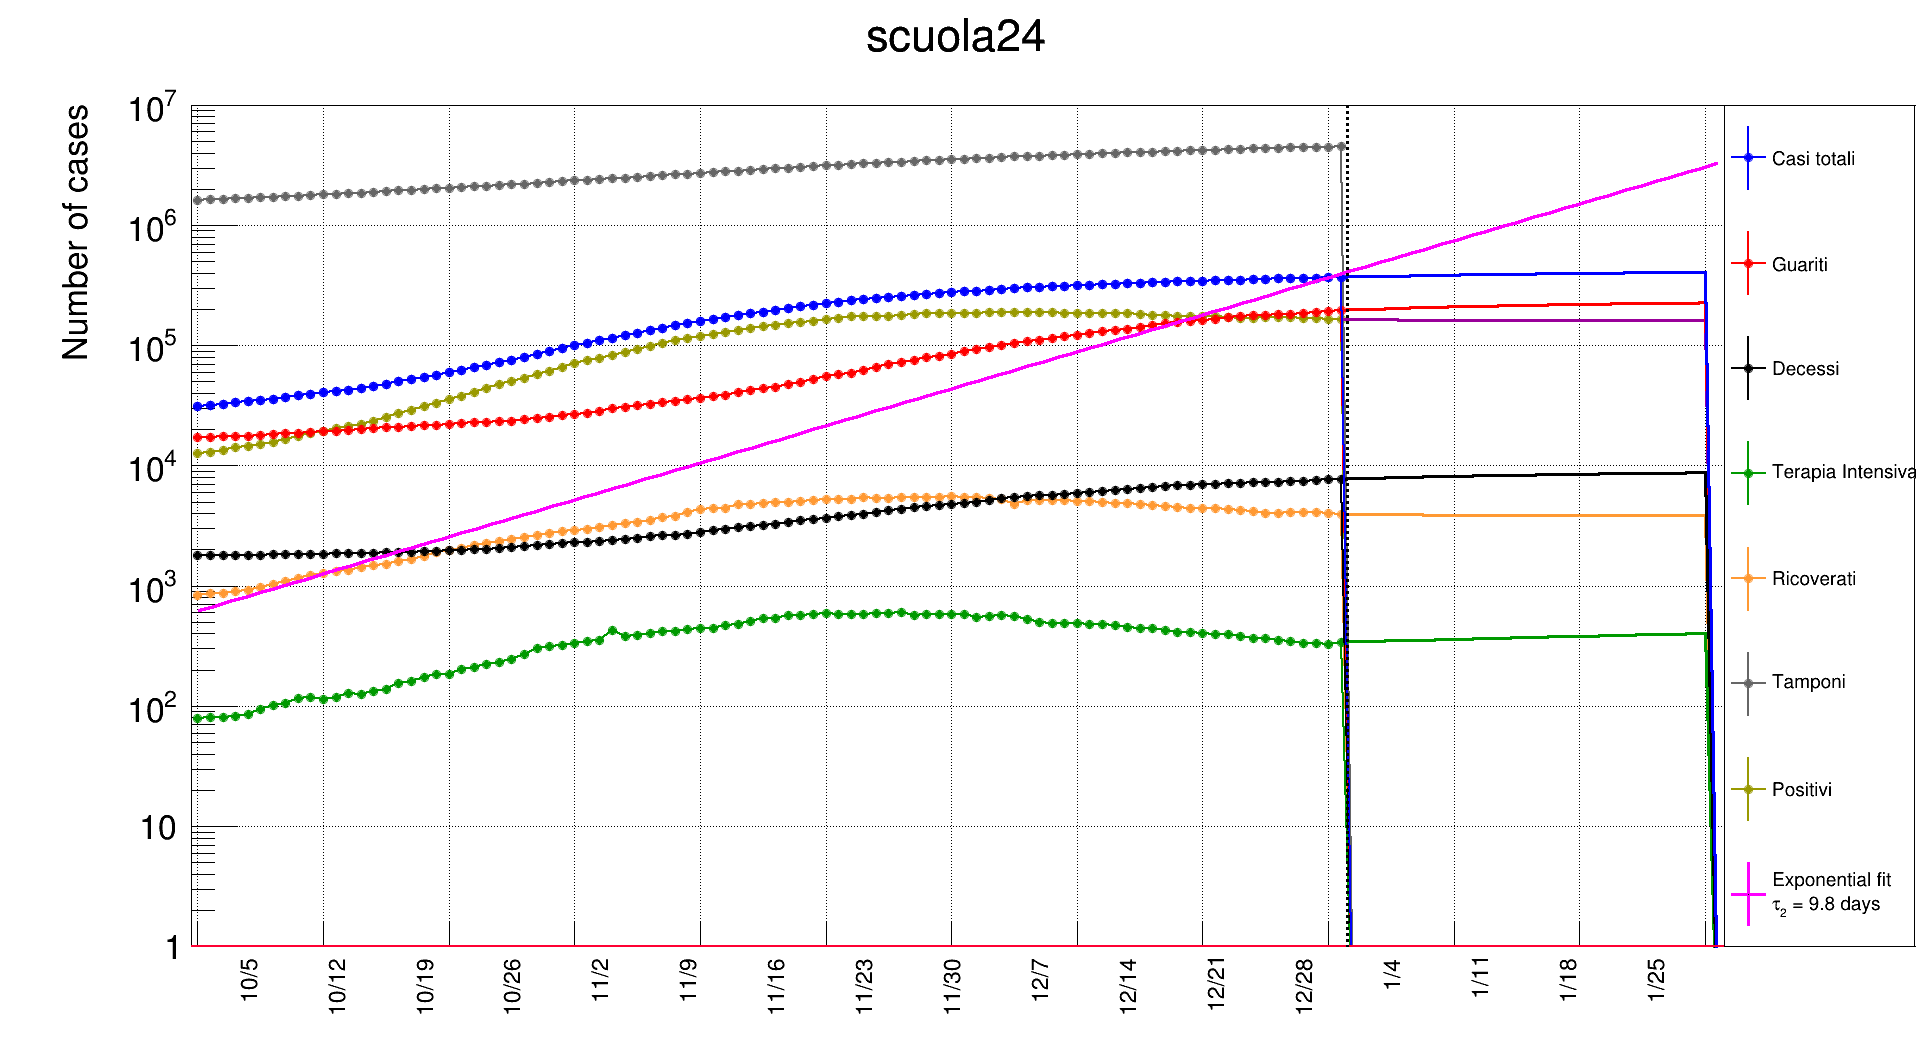 scuola24
Number of cases
10^7
10^6
10^5
10^4
10^3
10^2
10
1
10/5
10/12
10/19
10/26
11/2
11/9
11/16
11/23
11/30
12/7
12/14
12/21
12/28
1/4
1/11
1/18
1/25
Casi totali
Guariti
Decessi
Terapia Intensiva
Ricoverati
Tamponi
Positivi
Exponential fit
τ₂ = 9.8 days